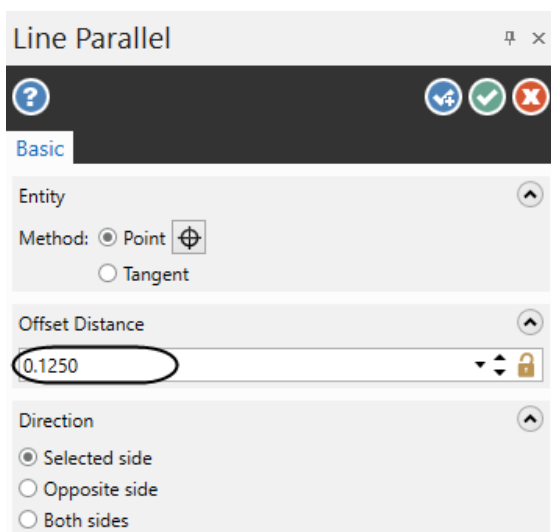 Line Parallel
Basic
Entity
Method: Point
Tangent
Offset Distance
0.1250
Direction
Selected side
Opposite side
Both sides